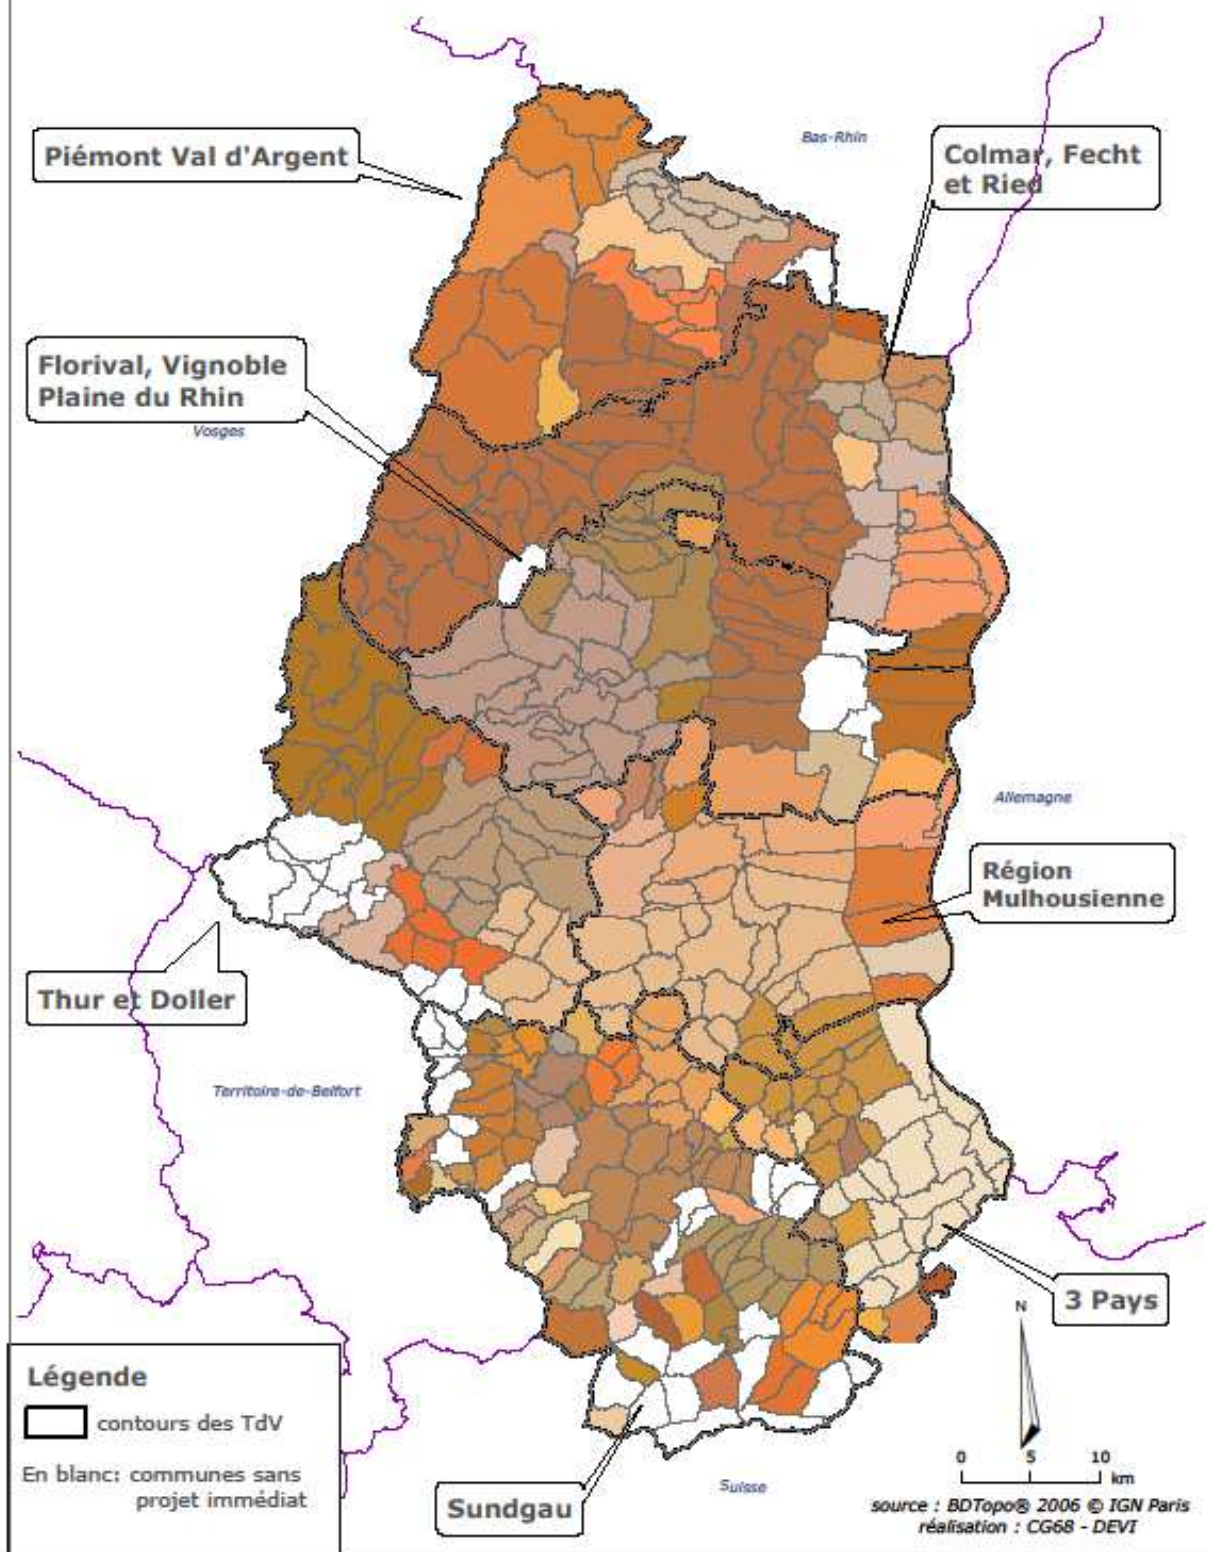 Bas-Rhin
Piémont Val d'Argent
Colmar, Fecht
et Ried
Florival, Vignoble
Plaine du Rhin
Vosges
Allemagne
Région
Mulhousienne
Thur et Doller
Territoire-de-Belfort
3 Pays
N
Légende
contours des TdV
En blanc: communes sans
projet immédiat
0 5 10
km
Suisse
Sundgau
source : BDTopo® 2006 © IGN Paris
réalisation : CG68 - DEVI